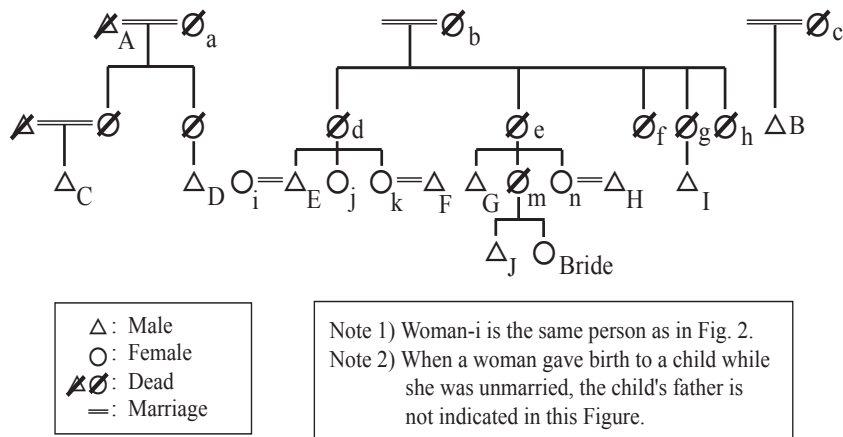 A a b c
d e f g h B
C D i E j k F G m n H I
J Bride
: Male
: Female
: Dead
: Marriage
Note 1) Woman-i is the same person as in Fig. 2.
Note 2) When a woman gave birth to a child while
she was unmarried, the child's father is
not indicated in this Figure.